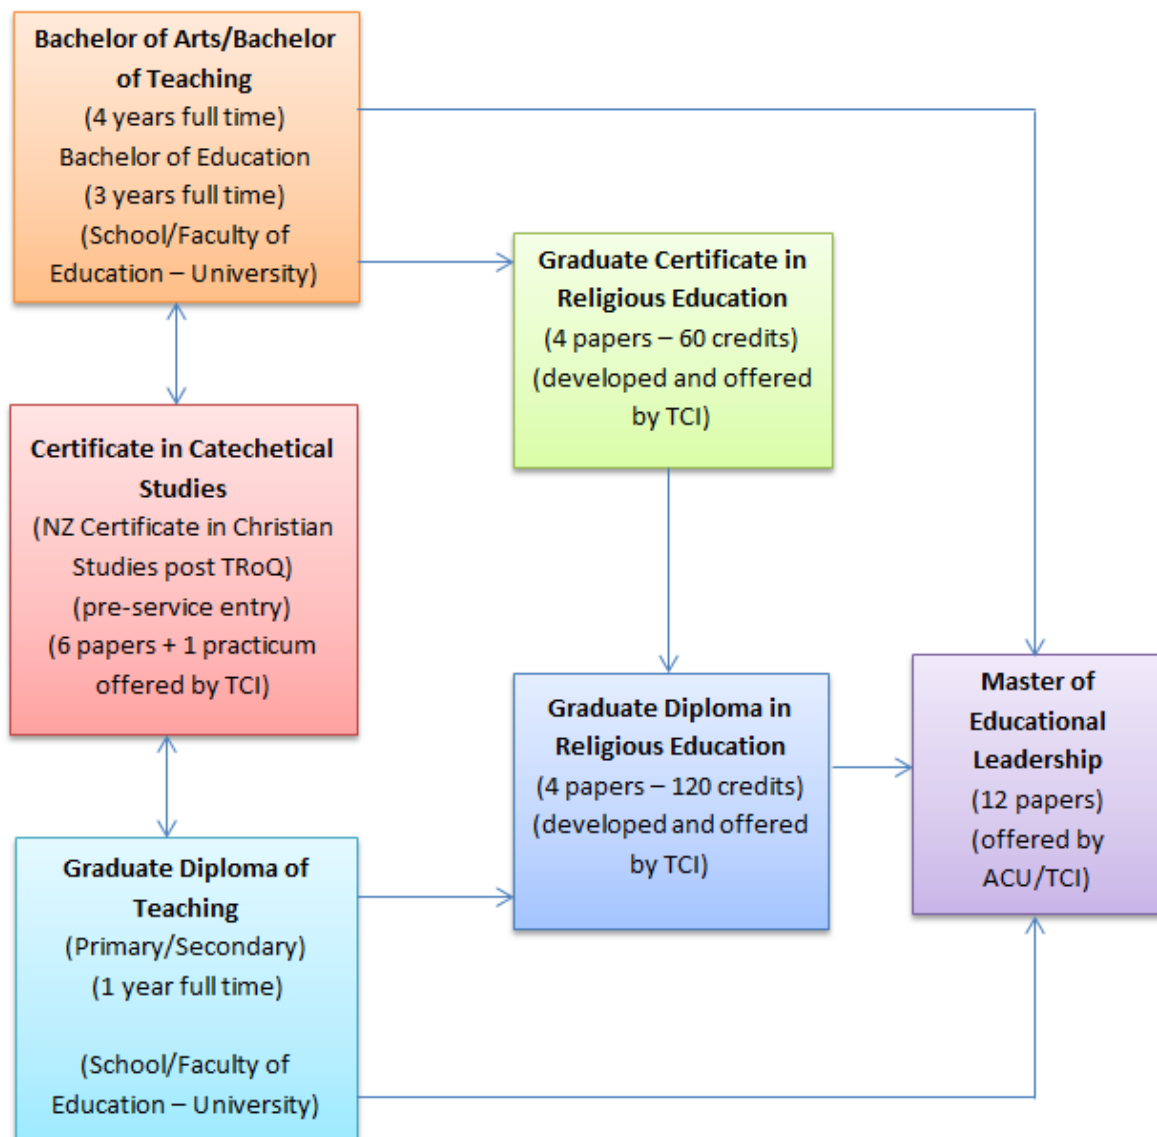 Bachelor of Arts/Bachelor
of Teaching
(4 years full time)
Bachelor of Education
(3 years full time)
(School/Faculty of
Education – University)
Graduate Certificate in
Religious Education
(4 papers – 60 credits)
(developed and offered
by TCI)
Certificate in Catechetical
Studies
(NZ Certificate in Christian
Studies post TRoQ)
(pre-service entry)
(6 papers + 1 practicum
offered by TCI)
Graduate Diploma in
Religious Education
(4 papers – 120 credits)
(developed and offered
by TCI)
Master of
Educational
Leadership
(12 papers)
(offered by
ACU/TCI)
Graduate Diploma of
Teaching
(Primary/Secondary)
(1 year full time)
(School/Faculty of
Education – University)